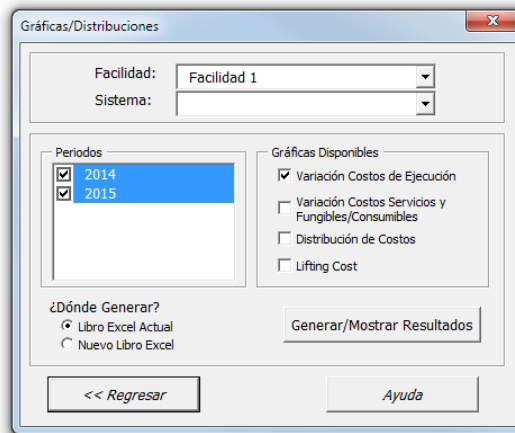 Gráficas/Distribuciones
Facilidad: Facilidad 1
Sistema:
Periodos
2014
2015
Gráficas Disponibles
Variación Costos de Ejecución
Variación Costos Servicios y
Fungibles/Consumibles
Distribución de Costos
Lifting Cost
¿Dónde Generar?
Libro Excel Actual
Nuevo Libro Excel
Generar/Mostrar Resultados
<< Regresar
Ayuda